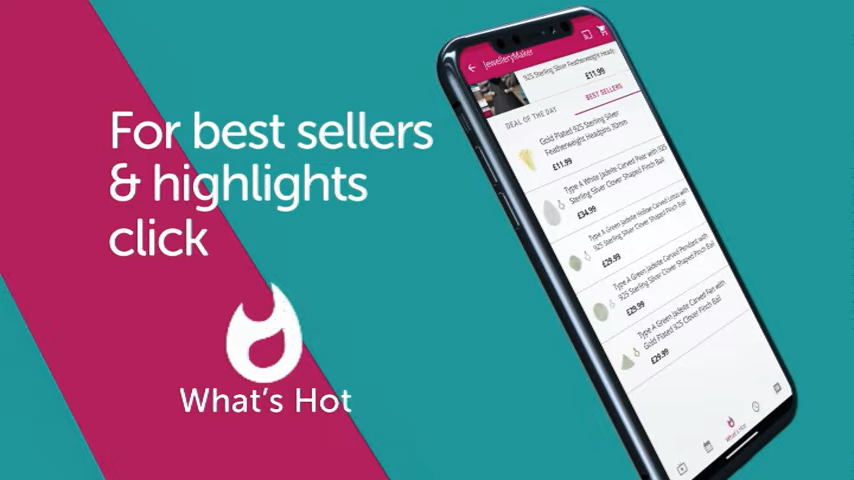 For best sellers
& highlights
click
What's Hot
JewelleryMaker
925 Sterling Silver Featherweight Headp
£11.99
DEAL OF THE DAY
BEST SELLERS
Gold Plated 925 Sterling Silver
Featherweight Headpins 70mm
£11.99
Type A White Jadeite Carved Pear with 925
Sterling Silver Clover Shaped Pinch Bail
£34.99
Type A Green Jadeite Hollow Carved Lotus with
925 Sterling Silver Clover Shaped Pinch Bail
£29.99
Type A Green Jadeite Carved Pendant with
925 Sterling Silver Clover Shaped Pinch Bail
£29.99
Type A Green Jadeite Carved Fan with
Gold Plated 925 Clover Pinch Bail
£29.99
What's Hot